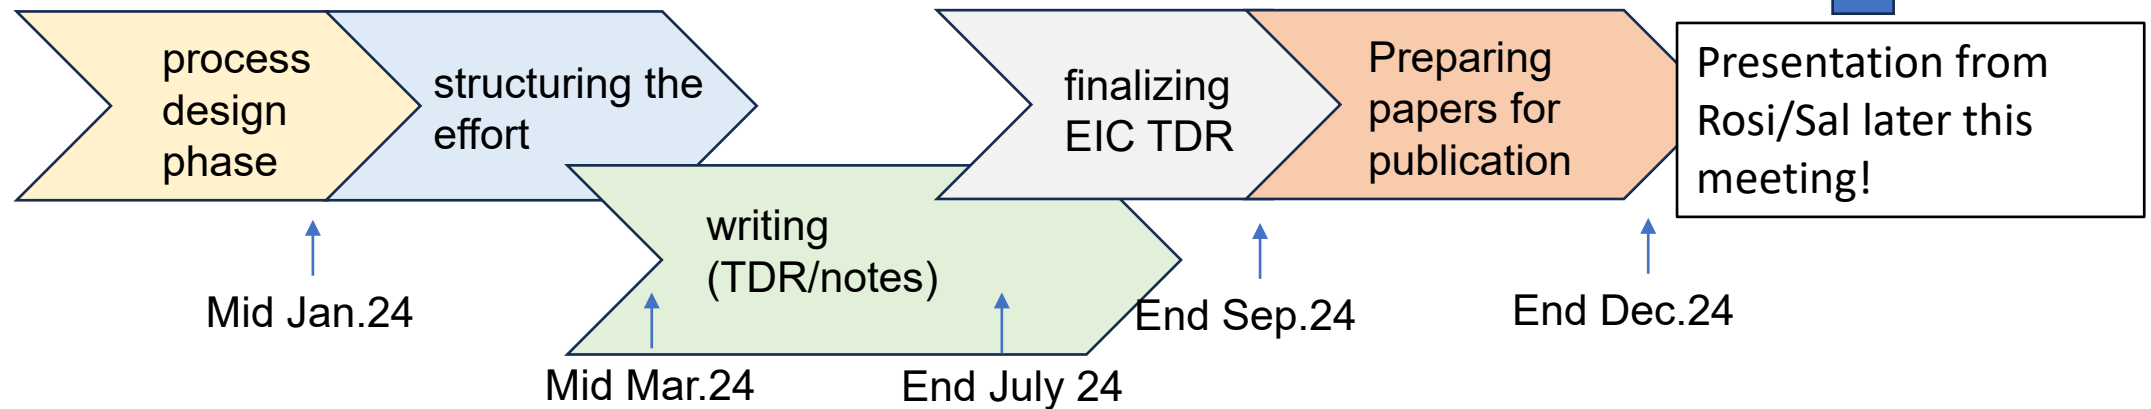 process
design
phase
structuring the
effort
writing
(TDR/notes)
finalizing
EIC TDR
Preparing
papers for
publication
Presentation from
Rosi/Sal later this
meeting!
Mid Jan.24
Mid Mar.24
End July 24
End Sep.24
End Dec.24